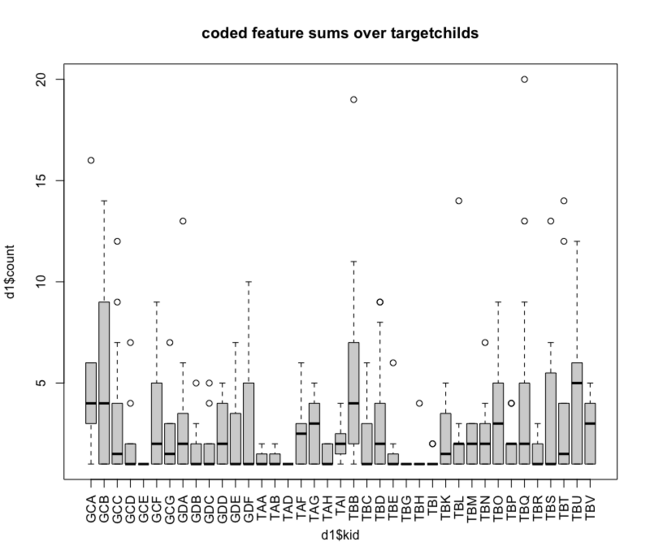 coded feature sums over targetchilds
20
15
10
5
d1$count
GCA GCB GCC GCD GCE GCF GCG GDA GDB GDC GDD GDE GDF TAA TAB TAD TAF TAG TAH TAI TBB TBC TBD TBE TBG TBH TBI TBK TBL TBM TBN TBO TBP TBQ TBR TBS TBT TBU TBV
d1$kid